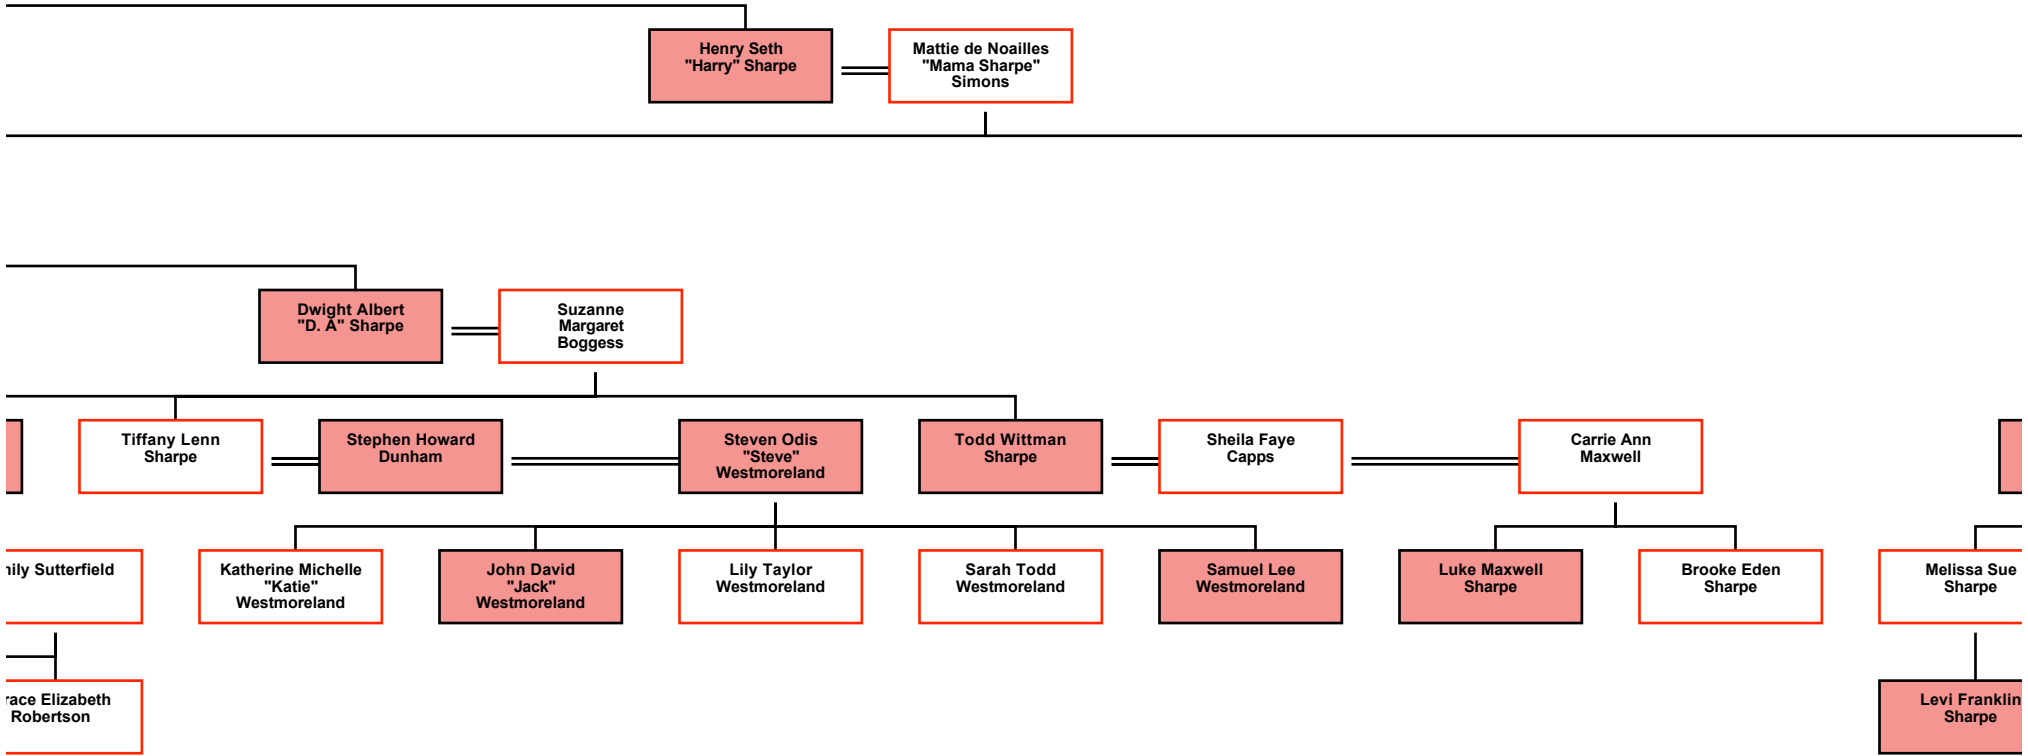 Henry Seth
"Harry" Sharpe
Mattie de Noailles
"Mama Sharpe"
Simons
Dwight Albert
"D. A" Sharpe
Suzanne
Margaret
Boggess
Tiffany Lenn
Sharpe
Stephen Howard
Dunham
Steven Odis
"Steve"
Westmoreland
Todd Wittman
Sharpe
Sheila Faye
Capps
Carrie Ann
Maxwell
Sutterfield
Katherine Michelle
"Katie"
Westmoreland
John David
"Jack"
Westmoreland
Lily Taylor
Westmoreland
Sarah Todd
Westmoreland
Samuel Lee
Westmoreland
Luke Maxwell
Sharpe
Brooke Eden
Sharpe
Melissa Sue
Sharpe
Elizabeth
Robertson
Levi Franklin
Sharpe